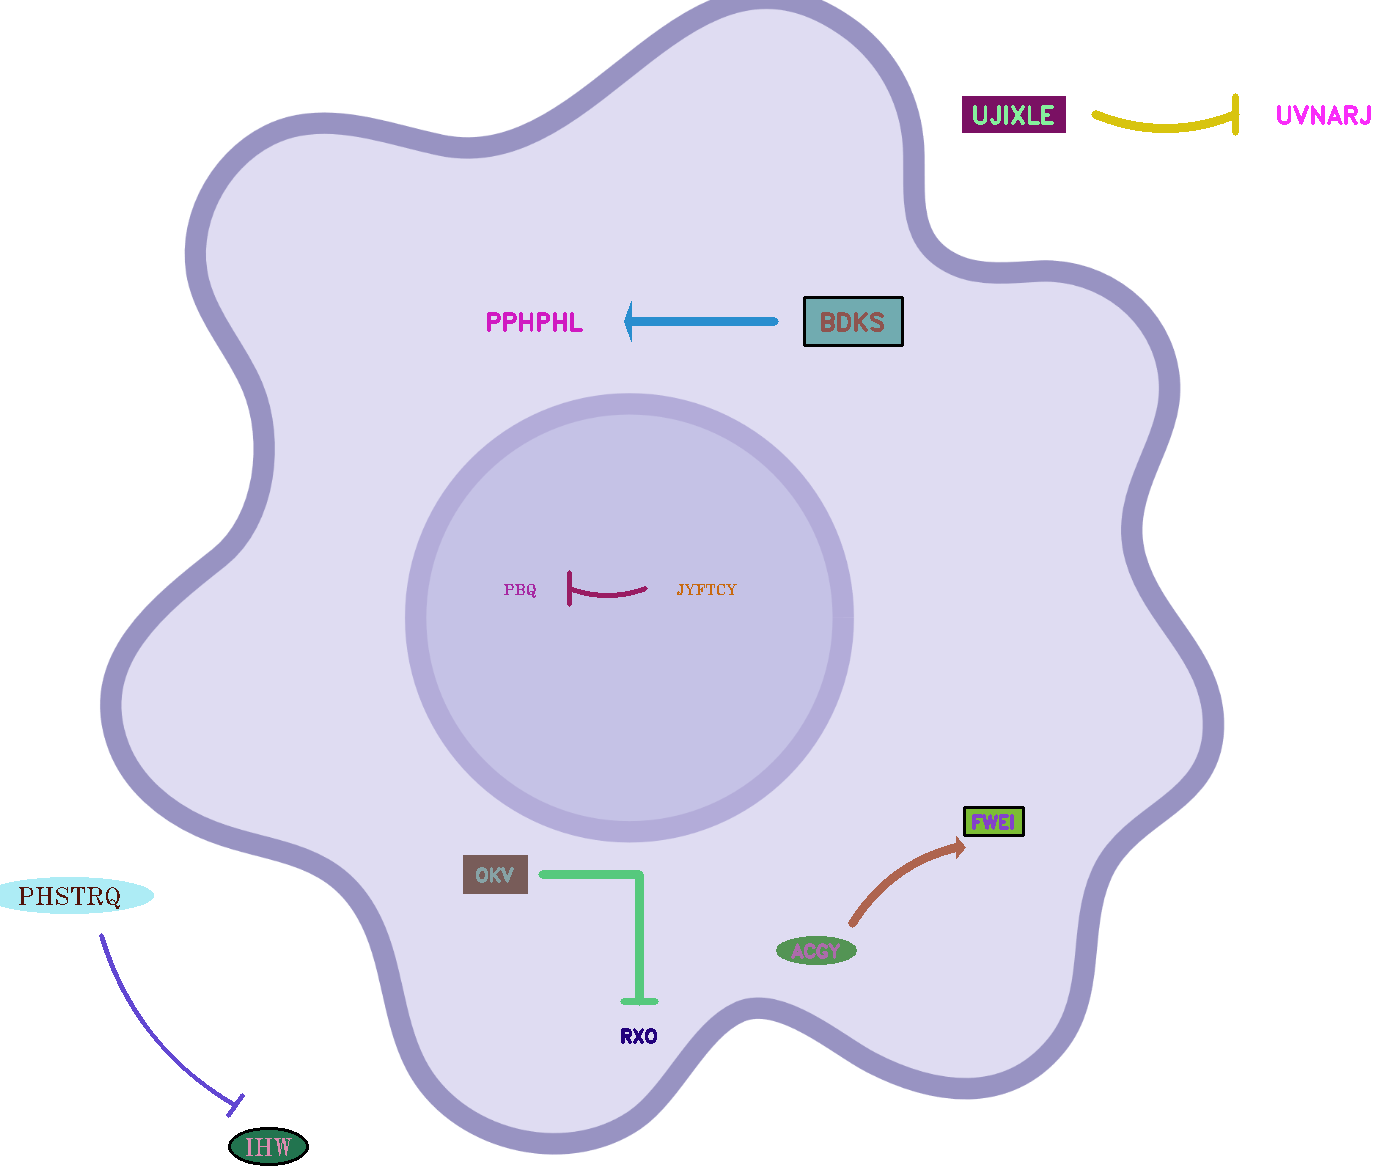 UJIXLE
UVNARJ
PPHPHL
BDKS
PBQ
JYFTCY
FWEI
OKV
PHSTRQ
ACGY
RXO
IHW